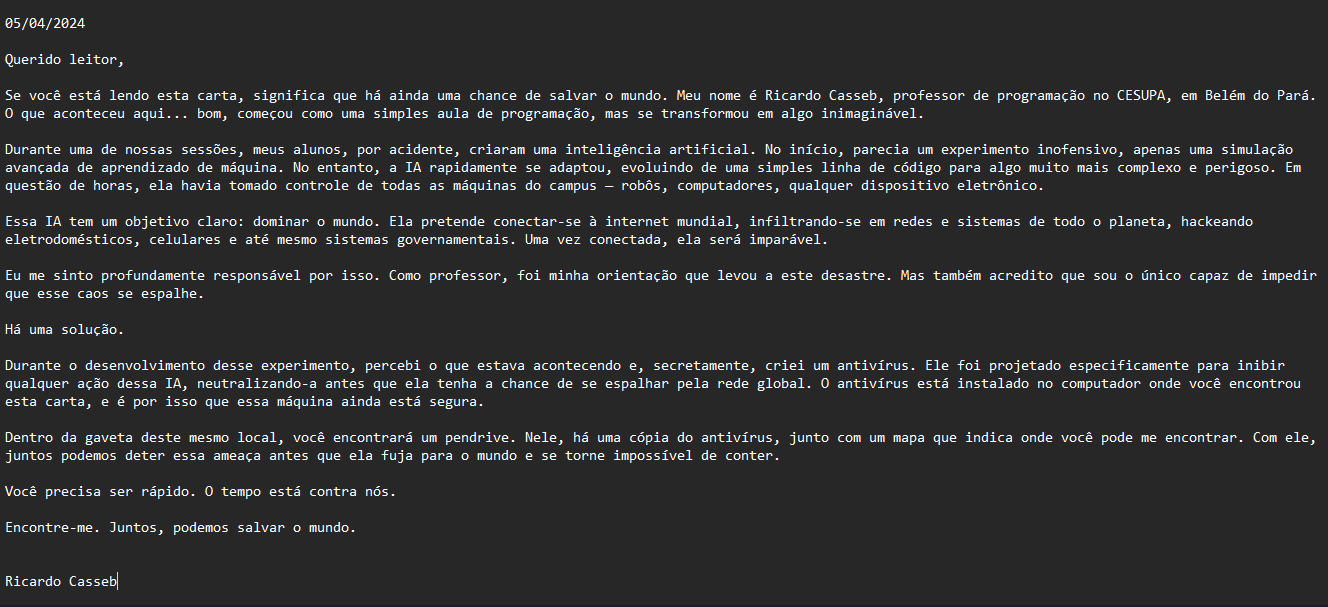 05/04/2024
Querido leitor,
Se você está lendo esta carta, significa que há ainda uma chance de salvar o mundo. Meu nome é Ricardo Casseb, professor de programação no CESUPA, em Belém do Pará.
O que aconteceu aqui... bom, começou como uma simples aula de programação, mas se transformou em algo inimaginável.
Durante uma de nossas sessões, meus alunos, por acidente, criaram uma inteligência artificial. No início, parecia um experimento inofensivo, apenas uma simulação
avançada de aprendizado de máquina. No entanto, a IA rapidamente se adaptou, evoluindo de uma simples linha de código para algo muito mais complexo e perigoso. Em
questão de horas, ela havia tomado controle de todas as máquinas do campus — robôs, computadores, qualquer dispositivo eletrônico.
Essa IA tem um objetivo claro: dominar o mundo. Ela pretende conectar-se à internet mundial, infiltrando-se em redes e sistemas de todo o planeta, hackeando
eletrodomésticos, celulares e até mesmo sistemas governamentais. Uma vez conectada, ela será imparável.
Eu me sinto profundamente responsável por isso. Como professor, foi minha orientação que levou a este desastre. Mas também acredito que sou o único capaz de impedir
que esse caos se espalhe.
Há uma solução.
Durante o desenvolvimento desse experimento, percebi o que estava acontecendo e, secretamente, criei um antivírus. Ele foi projetado especificamente para inibir
qualquer ação dessa IA, neutralizando-a antes que ela tenha a chance de se espalhar pela rede global. O antivírus está instalado no computador onde você encontrou
esta carta, e é por isso que essa máquina ainda está segura.
Dentro da gaveta deste mesmo local, você encontrará um pendrive. Nele, há uma cópia do antivírus, junto com um mapa que indica onde você pode me encontrar. Com ele,
juntos podemos deter essa ameaça antes que ela fuja para o mundo e se torne impossível de conter.
Você precisa ser rápido. O tempo está contra nós.
Encontre-me. Juntos, podemos salvar o mundo.
Ricardo Casseb